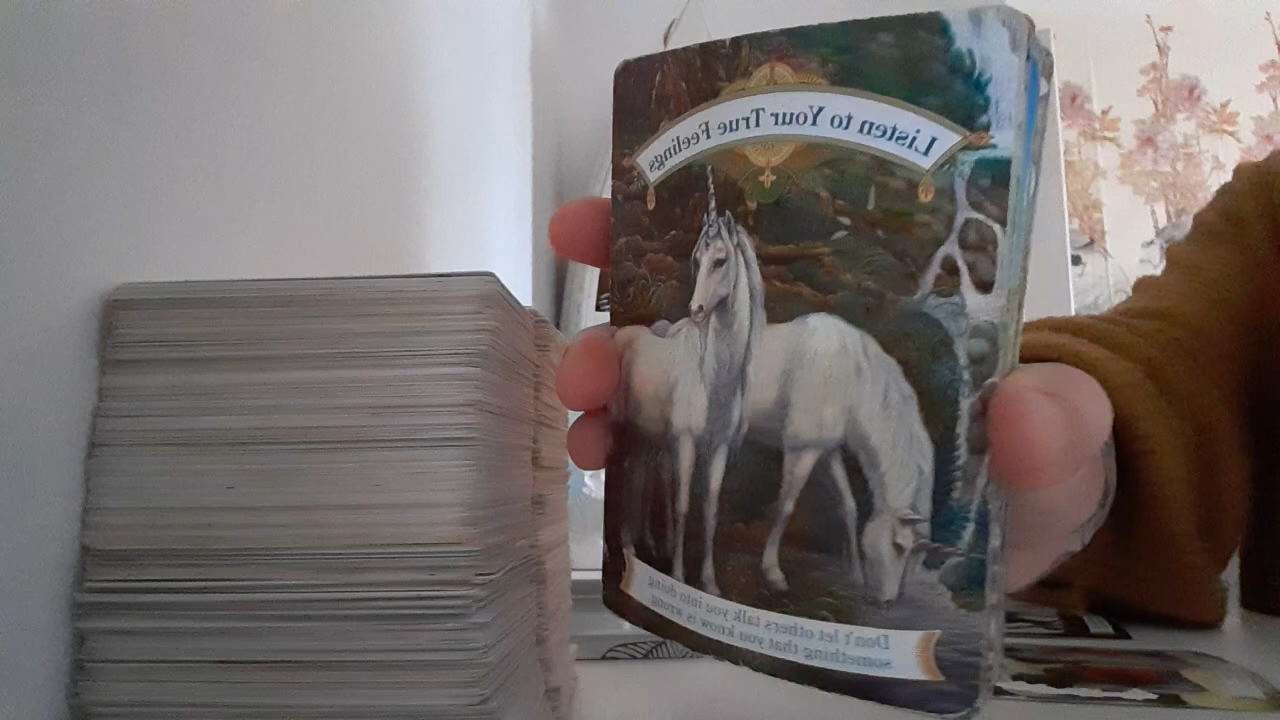 Listen to Your True Feelings
Don't let others talk you into doing
something that you know is wrong